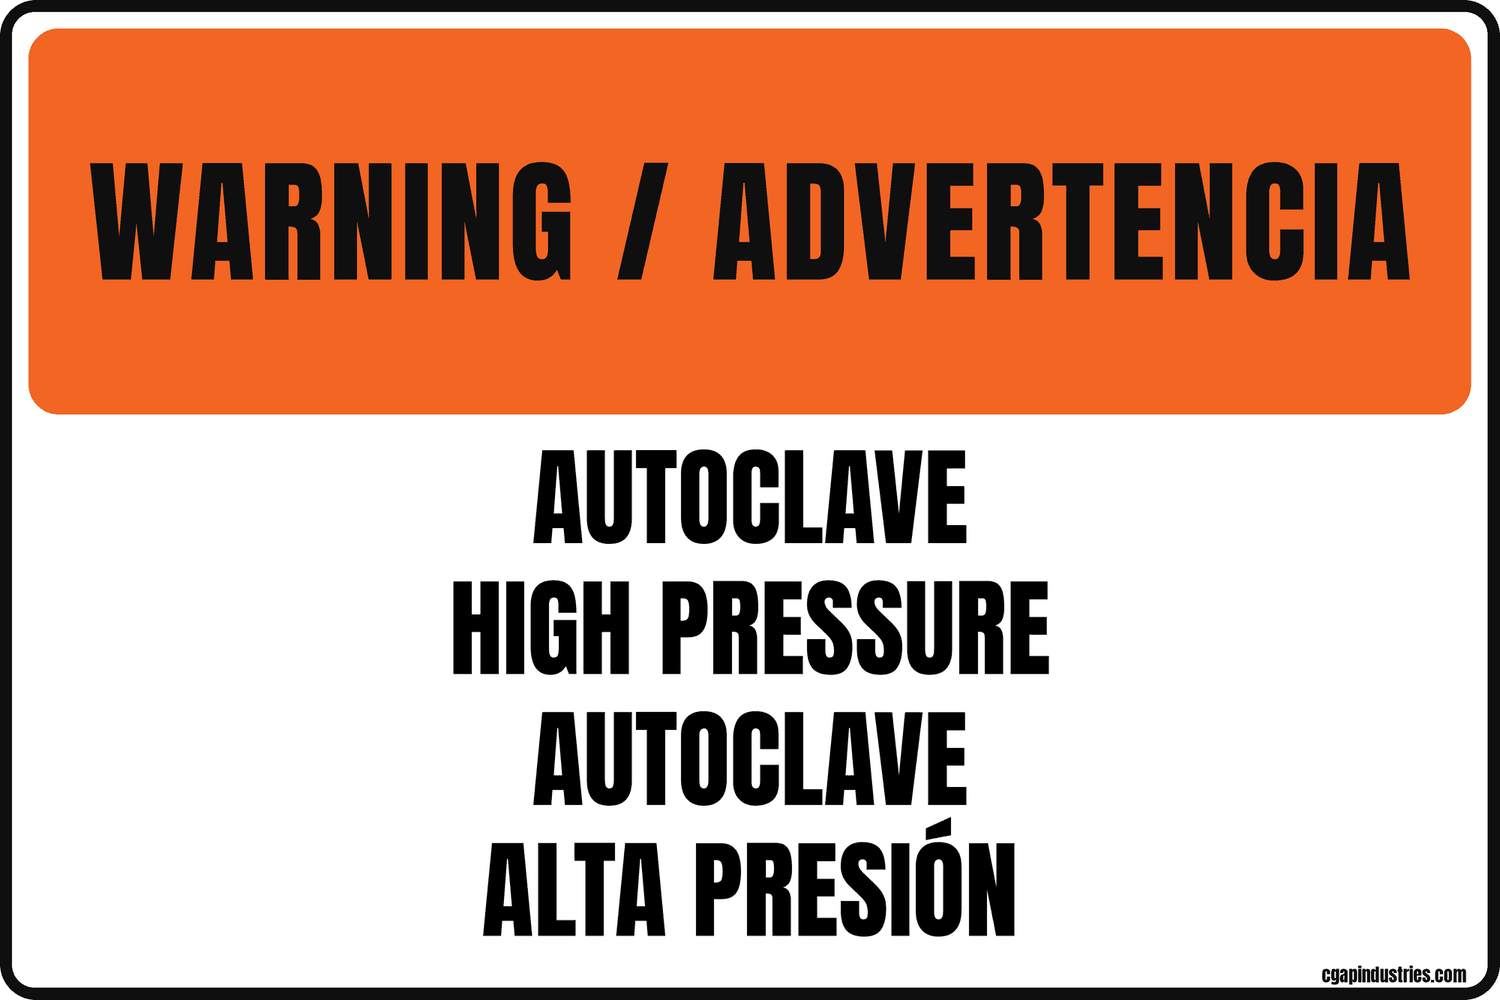 WARNING / ADVERTENCIA
AUTOCLAVE
HIGH PRESSURE
AUTOCLAVE
ALTA PRESIÓN
cgapindustries.com